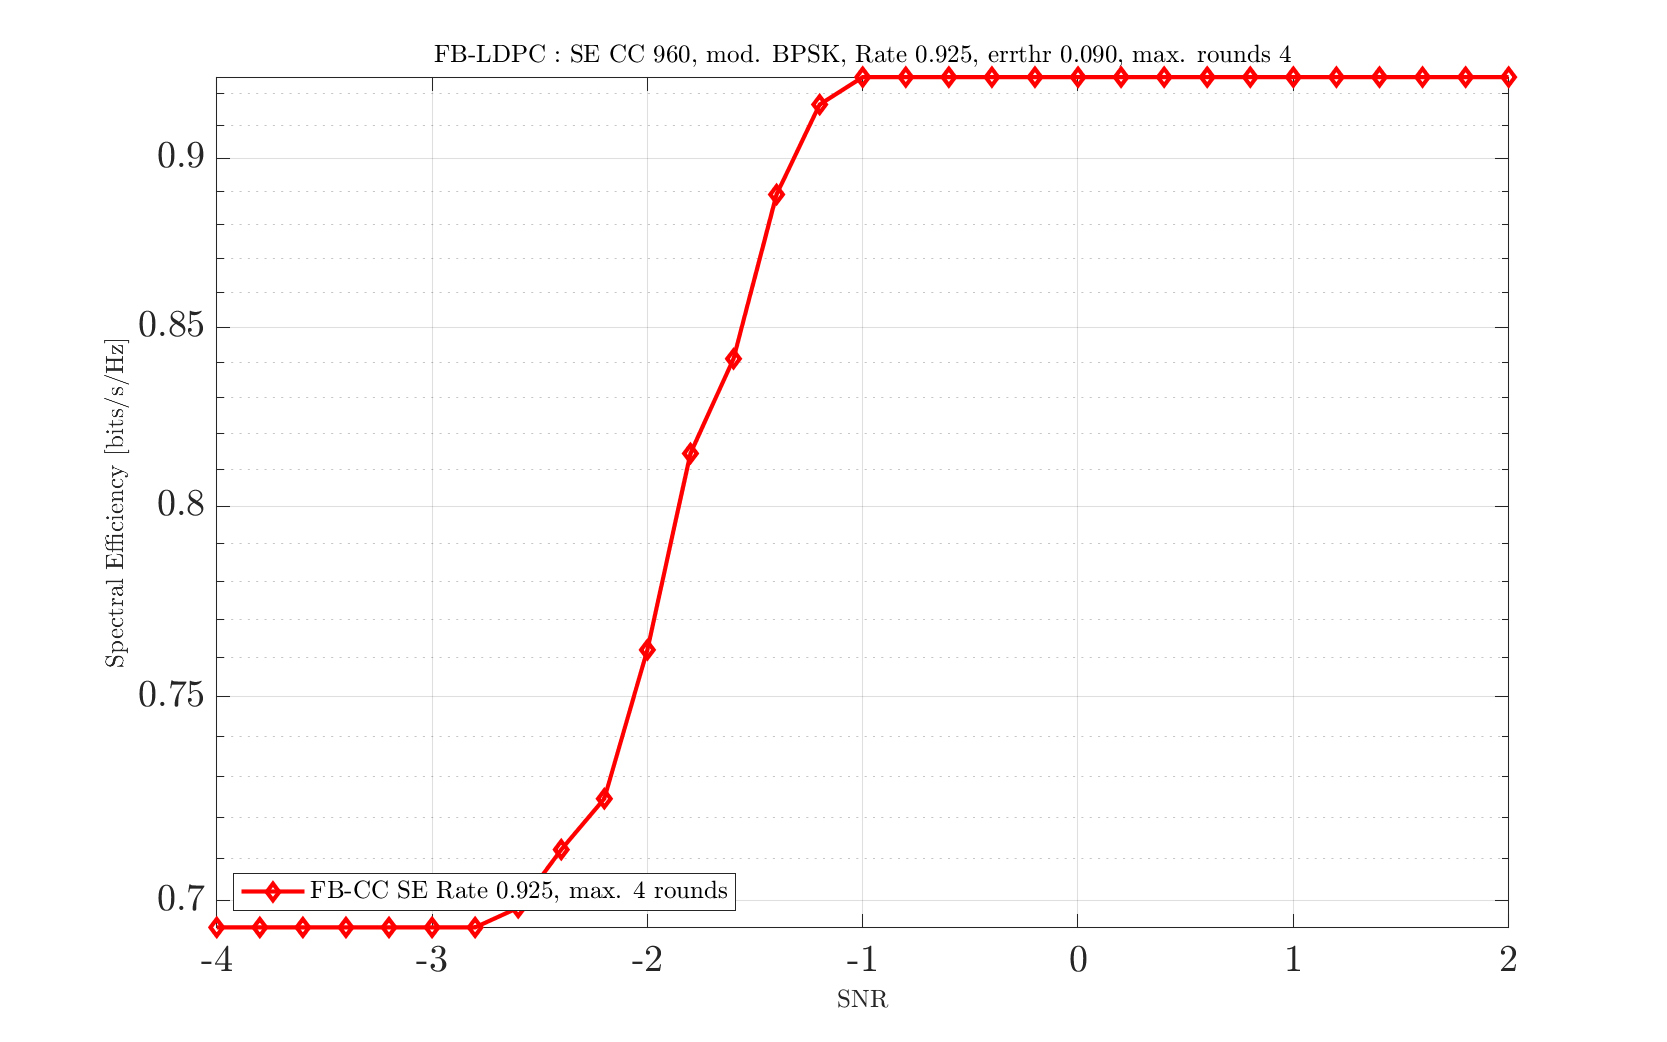 FB-LDPC : SE CC 960, mod. BPSK, Rate 0.925, errthr 0.090, max. rounds 4
0.9
0.85
0.8
0.75
0.7
Spectral Efficiency [bits/s/Hz]
FB-CC SE Rate 0.925, max. 4 rounds
-4 -3 -2 -1 0 1 2
SNR